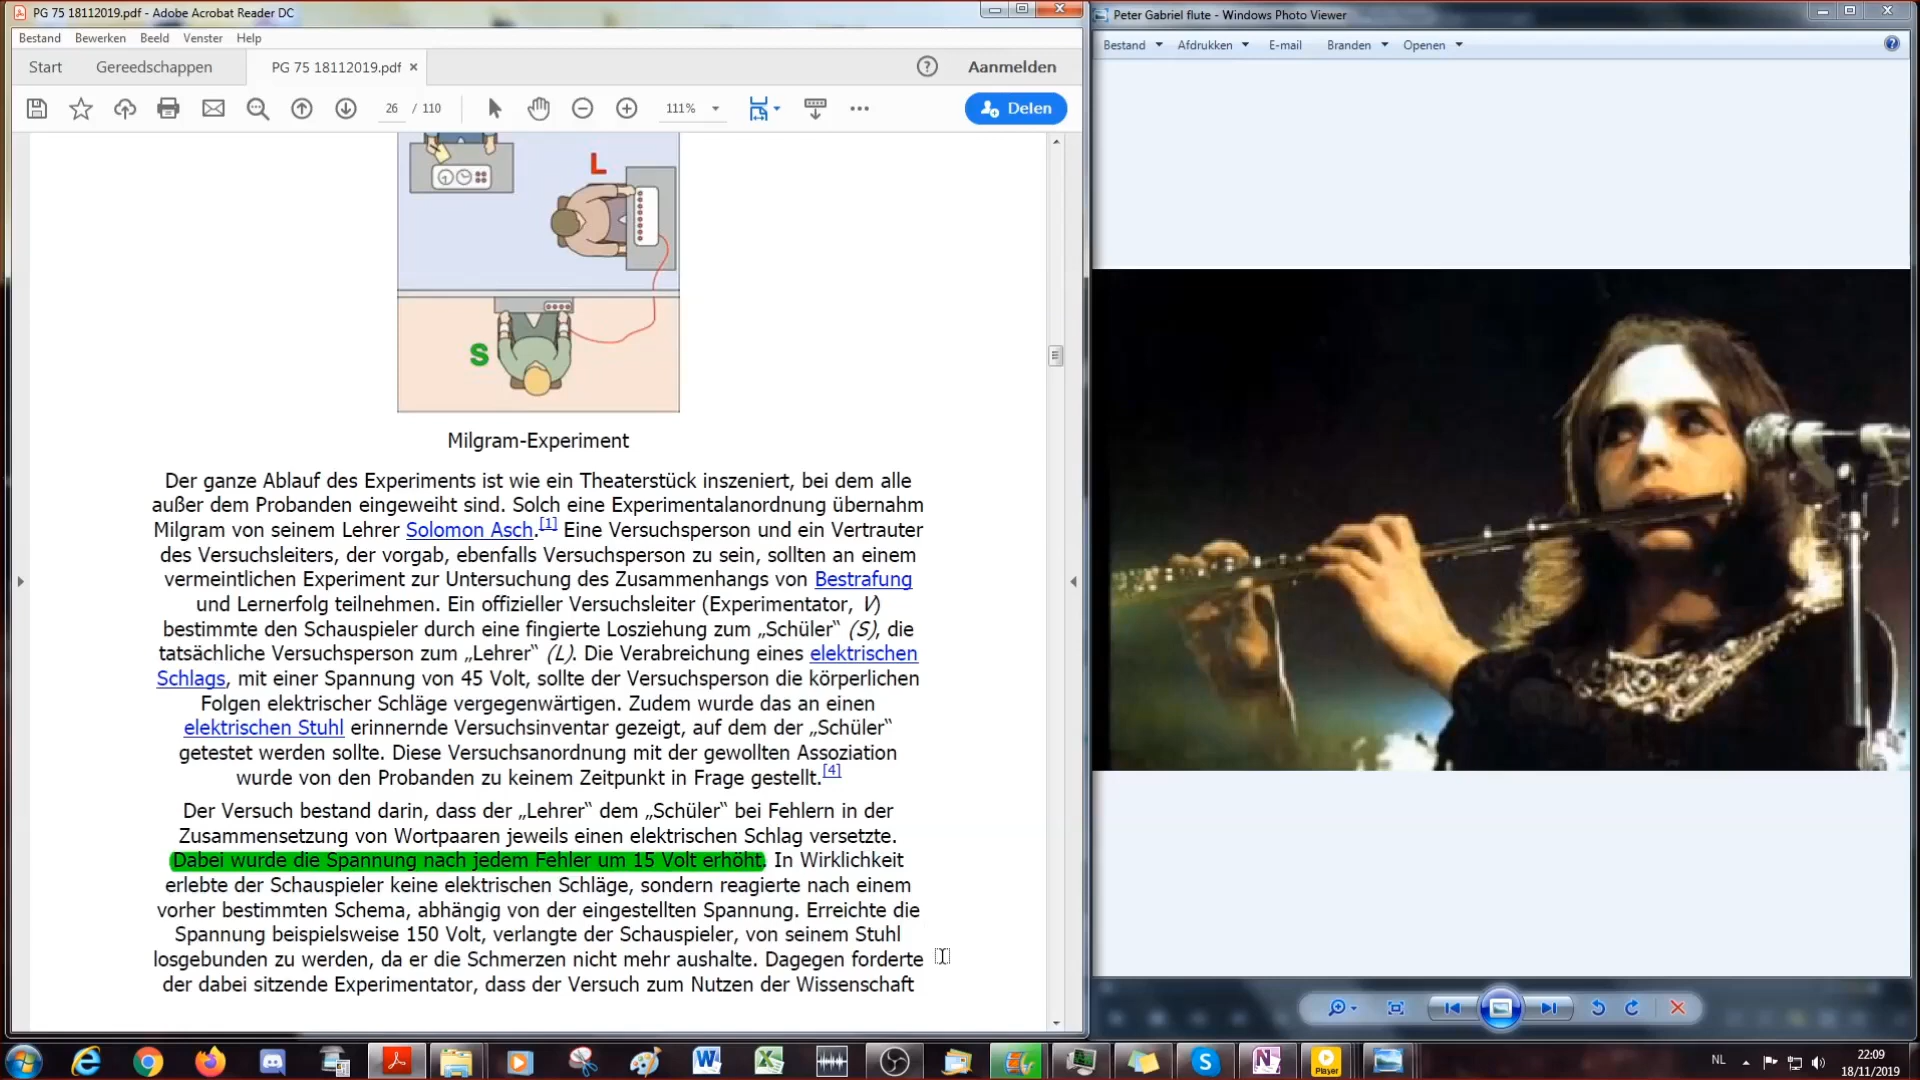 PG 75 18112019.pdf - Adobe Acrobat Reader DC
Bestand Bewerken Beeld Venster Help
Start Gereedschappen PG 75 18112019.pdf × Aanmelden
26 / 110 111% Delen
L
S
Milgram-Experiment
Der ganze Ablauf des Experiments ist wie ein Theaterstück inszeniert, bei dem alle
außer dem Probanden eingeweiht sind. Solch eine Experimentalanordnung übernahm
Milgram von seinem Lehrer Solomon Asch.[1] Eine Versuchsperson und ein Vertrauter
des Versuchsleiters, der vorgab, ebenfalls Versuchsperson zu sein, sollten an einem
vermeintlichen Experiment zur Untersuchung des Zusammenhangs von Bestrafung
und Lernerfolg teilnehmen. Ein offizieller Versuchsleiter (Experimentator, V)
bestimmte den Schauspieler durch eine fingierte Losziehung zum „Schüler“ (S), die
tatsächliche Versuchsperson zum „Lehrer“ (L). Die Verabreichung eines elektrischen
Schlags, mit einer Spannung von 45 Volt, sollte der Versuchsperson die körperlichen
Folgen elektrischer Schläge vergegenwärtigen. Zudem wurde das an einen
elektrischen Stuhl erinnernde Versuchsinventar gezeigt, auf dem der „Schüler“
getestet werden sollte. Diese Versuchsanordnung mit der gewollten Assoziation
wurde von den Probanden zu keinem Zeitpunkt in Frage gestellt.[4]
Der Versuch bestand darin, dass der „Lehrer“ dem „Schüler“ bei Fehlern in der
Zusammensetzung von Wortpaaren jeweils einen elektrischen Schlag versetzte.
Dabei wurde die Spannung nach jedem Fehler um 15 Volt erhöht. In Wirklichkeit
erlebte der Schauspieler keine elektrischen Schläge, sondern reagierte nach einem
vorher bestimmten Schema, abhängig von der eingestellten Spannung. Erreichte die
Spannung beispielsweise 150 Volt, verlangte der Schauspieler, von seinem Stuhl
losgebunden zu werden, da er die Schmerzen nicht mehr aushalte. Dagegen forderte
der dabei sitzende Experimentator, dass der Versuch zum Nutzen der Wissenschaft
Peter Gabriel flute - Windows Photo Viewer
Bestand Afdrukken E-mail Branden Openen
Player
NL
22:09
18/11/2019